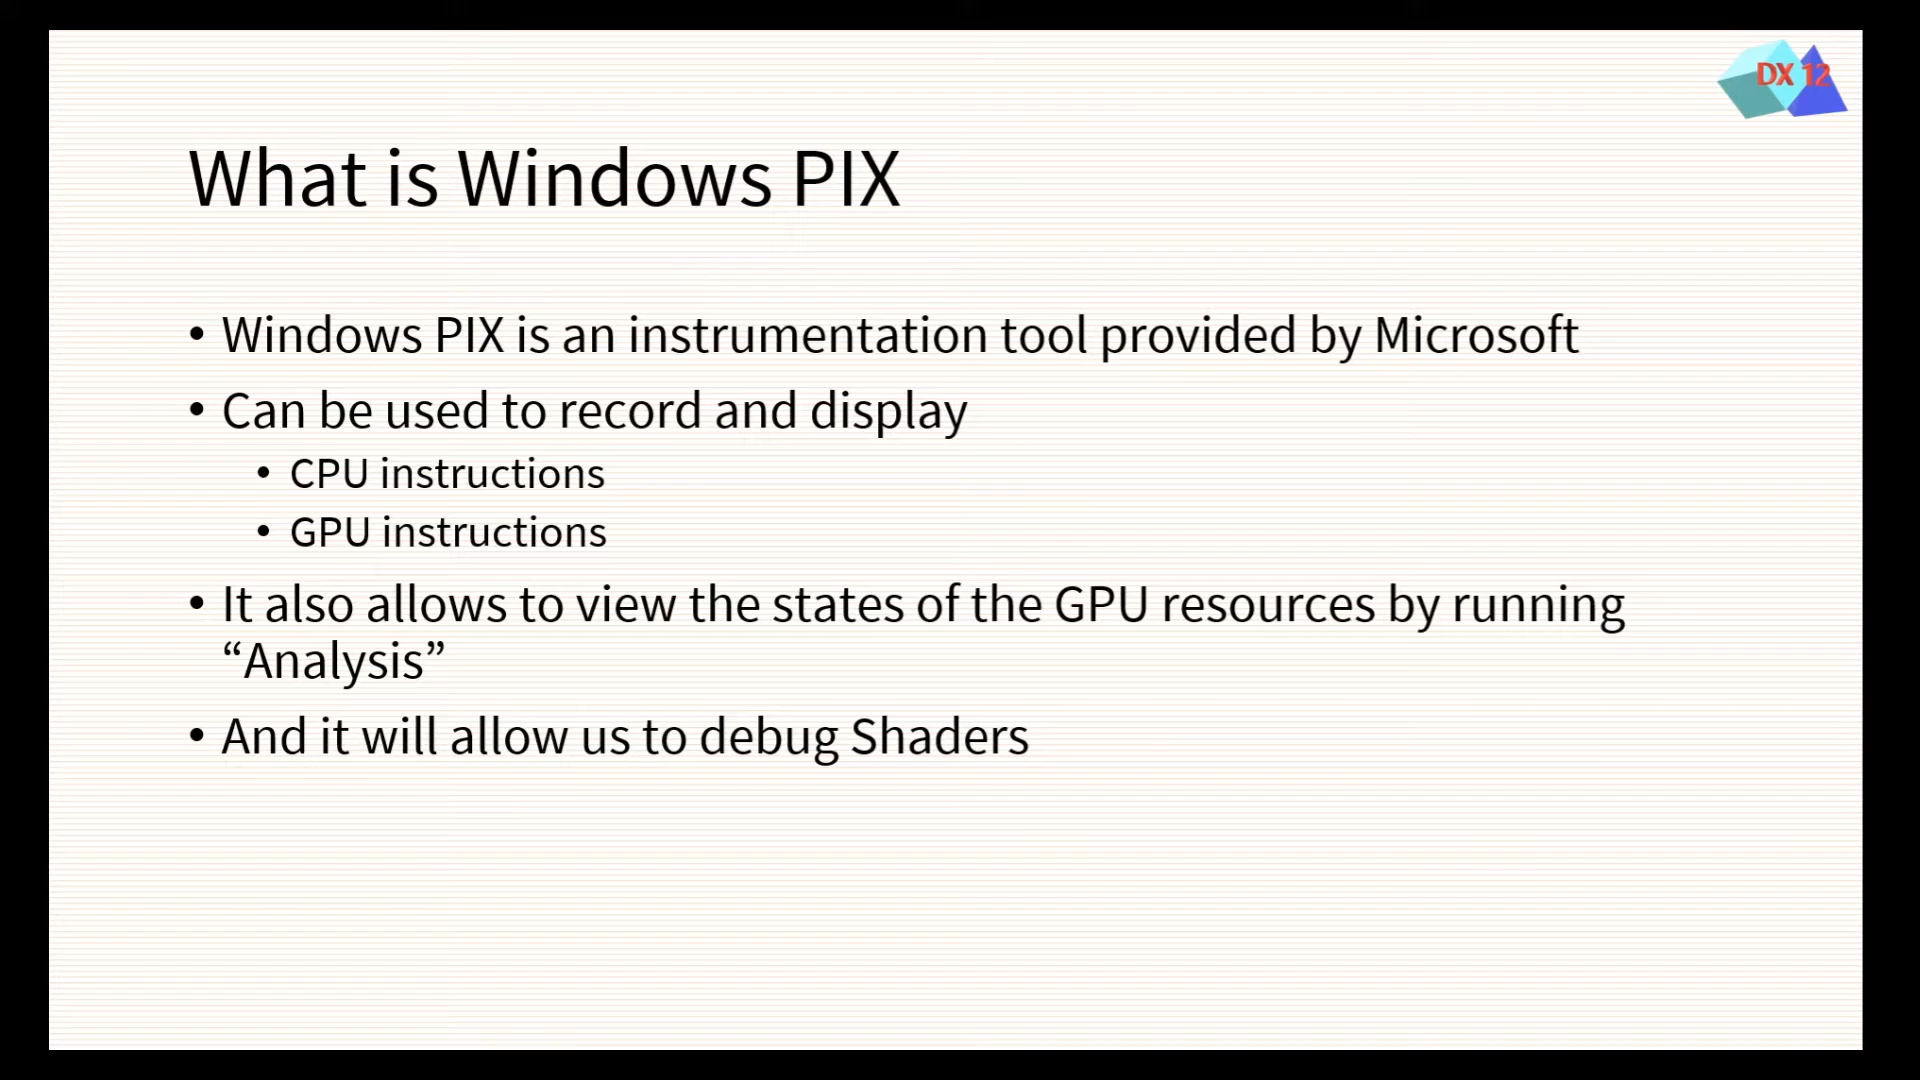 DX 12
What is Windows PIX
• Windows PIX is an instrumentation tool provided by Microsoft
• Can be used to record and display
• CPU instructions
• GPU instructions
• It also allows to view the states of the GPU resources by running
“Analysis”
• And it will allow us to debug Shaders